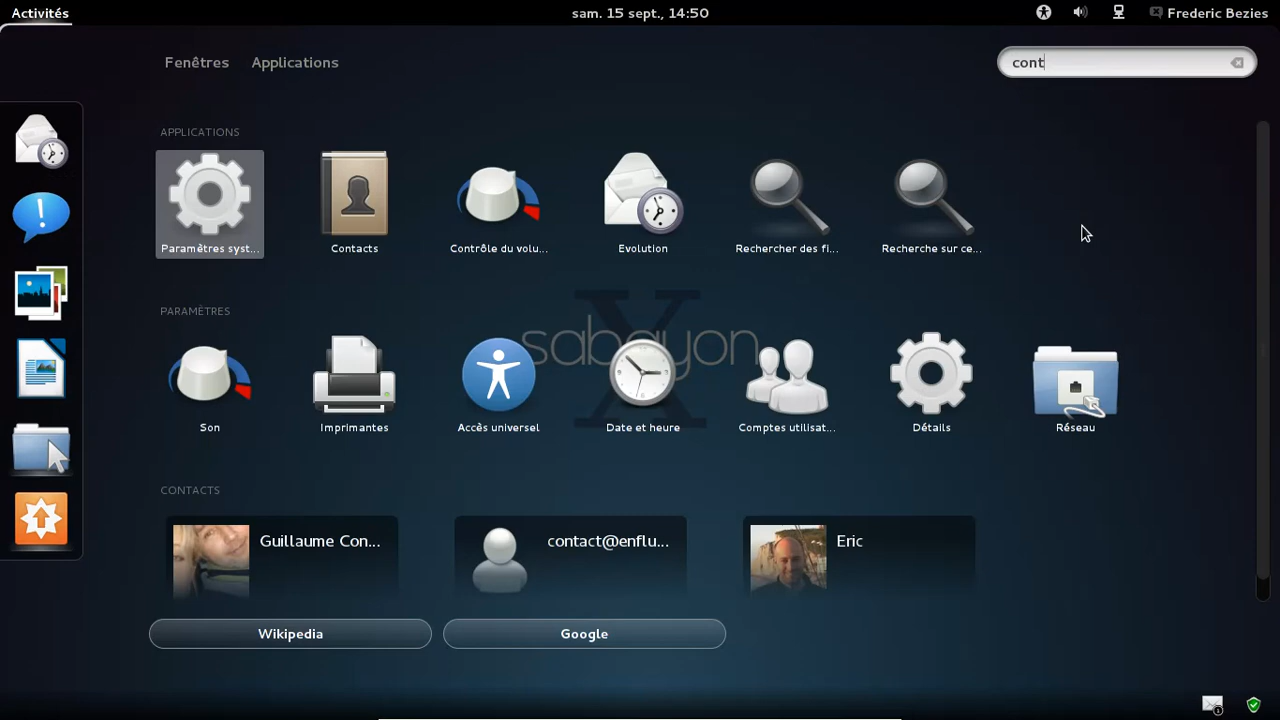 Activités
sam. 15 sept., 14:50
Frederic Bezies
Fenêtres Applications
cont
APPLICATIONS
Paramètres syst...
Contacts
Contrôle du volu...
Evolution
Rechercher des fi...
Recherche sur ce...
PARAMÈTRES
sabayon
X
Son
Imprimantes
Accès universel
Date et heure
Comptes utilisat...
Détails
Réseau
CONTACTS
Guillaume Con...
contact@enflu...
Eric
Wikipedia
Google